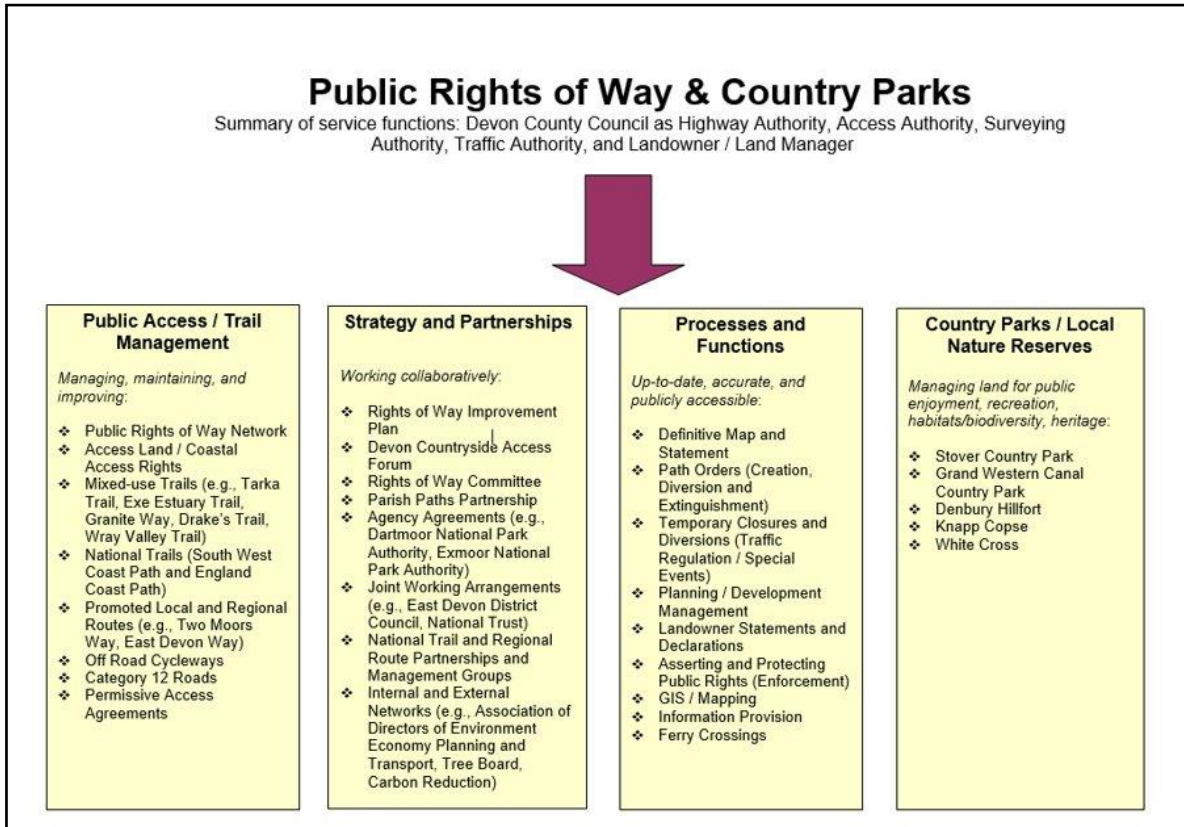 Public Rights of Way & Country Parks
Summary of service functions: Devon County Council as Highway Authority, Access Authority, Surveying
Authority, Traffic Authority, and Landowner / Land Manager
Public Access / Trail
Management
Managing, maintaining, and
improving:
❖ Public Rights of Way Network
❖ Access Land / Coastal
Access Rights
❖ Mixed-use Trails (e.g., Tarka
Trail, Exe Estuary Trail,
Granite Way, Drake's Trail,
Wray Valley Trail)
❖ National Trails (South West
Coast Path and England
Coast Path)
❖ Promoted Local and Regional
Routes (e.g., Two Moors
Way, East Devon Way)
❖ Off Road Cycleways
❖ Category 12 Roads
❖ Permissive Access
Agreements
Strategy and Partnerships
Working collaboratively:
❖ Rights of Way Improvement
Plan
❖ Devon Countryside Access
Forum
❖ Rights of Way Committee
❖ Parish Paths Partnership
❖ Agency Agreements (e.g.,
Dartmoor National Park
Authority, Exmoor National
Park Authority)
❖ Joint Working Arrangements
(e.g., East Devon District
Council, National Trust)
❖ National Trail and Regional
Route Partnerships and
Management Groups
❖ Internal and External
Networks (e.g., Association of
Directors of Environment
Economy Planning and
Transport, Tree Board,
Carbon Reduction)
Processes and
Functions
Up-to-date, accurate, and
publicly accessible:
❖ Definitive Map and
Statement
❖ Path Orders (Creation,
Diversion and
Extinguishment)
❖ Temporary Closures and
Diversions (Traffic
Regulation / Special
Events)
❖ Planning / Development
Management
❖ Landowner Statements and
Declarations
❖ Asserting and Protecting
Public Rights (Enforcement)
❖ GIS / Mapping
❖ Information Provision
❖ Ferry Crossings
Country Parks / Local
Nature Reserves
Managing land for public
enjoyment, recreation,
habitats/biodiversity, heritage:
❖ Stover Country Park
❖ Grand Western Canal
Country Park
❖ Denbury Hillfort
❖ Knapp Copse
❖ White Cross